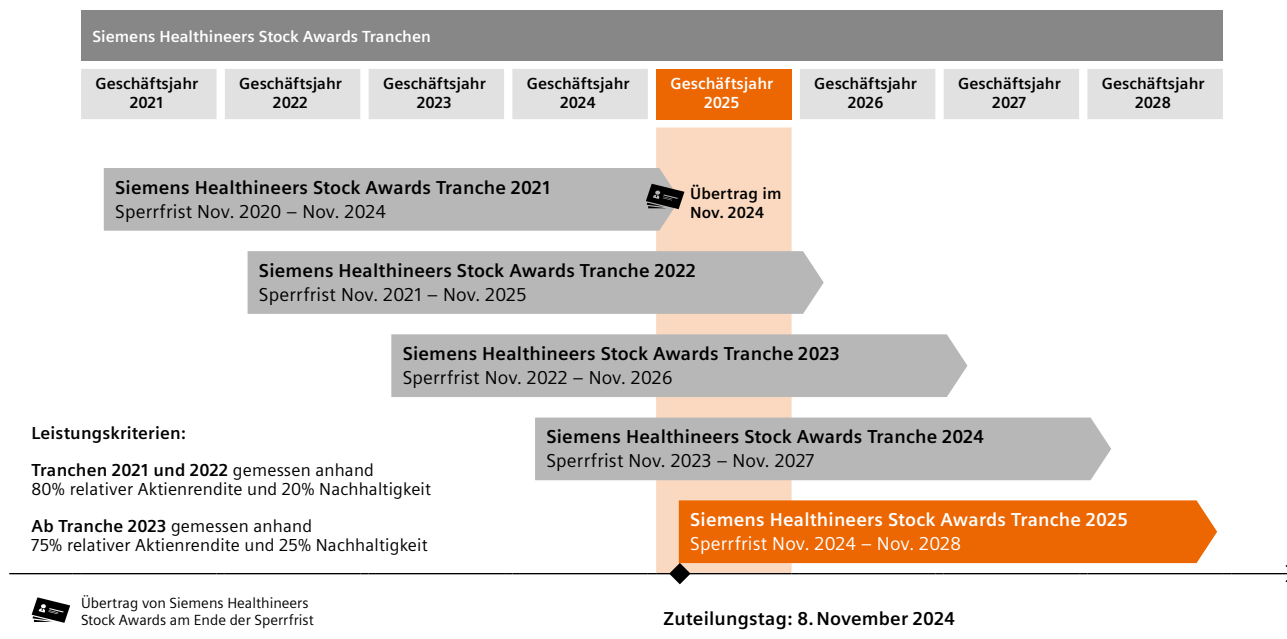 Siemens Healthineers Stock Awards Tranchen
Geschäftsjahr
2021
Geschäftsjahr
2022
Geschäftsjahr
2023
Geschäftsjahr
2024
Geschäftsjahr
2025
Geschäftsjahr
2026
Geschäftsjahr
2027
Geschäftsjahr
2028
Siemens Healthineers Stock Awards Tranche 2021
Sperrfrist Nov. 2020 – Nov. 2024
Übertrag im
Nov. 2024
Siemens Healthineers Stock Awards Tranche 2022
Sperrfrist Nov. 2021 – Nov. 2025
Siemens Healthineers Stock Awards Tranche 2023
Sperrfrist Nov. 2022 – Nov. 2026
Siemens Healthineers Stock Awards Tranche 2024
Sperrfrist Nov. 2023 – Nov. 2027
Leistungskriterien:
Tranchen 2021 und 2022 gemessen anhand
80% relativer Aktienrendite und 20% Nachhaltigkeit
Ab Tranche 2023 gemessen anhand
75% relativer Aktienrendite und 25% Nachhaltigkeit
Siemens Healthineers Stock Awards Tranche 2025
Sperrfrist Nov. 2024 – Nov. 2028
Übertrag von Siemens Healthineers
Stock Awards am Ende der Sperrfrist
Zuteilungstag: 8. November 2024